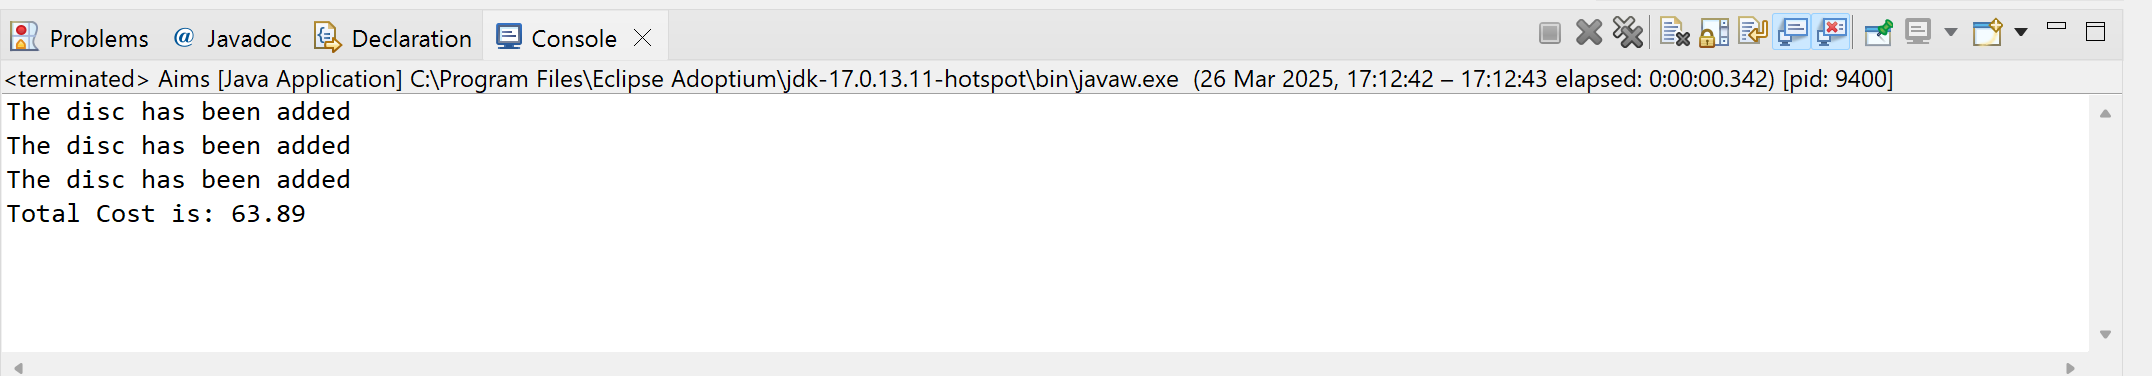 Problems @ Javadoc Declaration Console
<terminated> Aims [Java Application] C:\Program Files\Eclipse Adoptium\jdk-17.0.13.11-hotspot\bin\javaw.exe (26 Mar 2025, 17:12:42 – 17:12:43 elapsed: 0:00:00.342) [pid: 9400]
The disc has been added
The disc has been added
The disc has been added
Total Cost is: 63.89